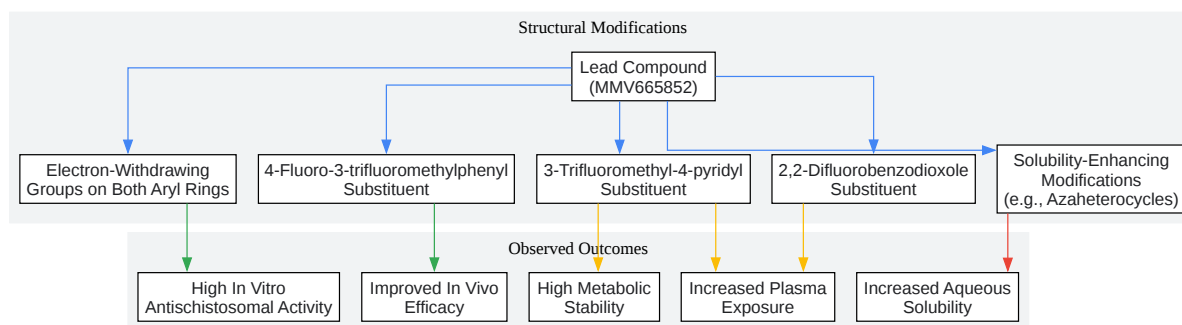 Structural Modifications
Lead Compound
(MMV665852)
Electron-Withdrawing
Groups on Both Aryl Rings
4-Fluoro-3-trifluoromethylphenyl
Substituent
3-Trifluoromethyl-4-pyridyl
Substituent
2,2-Difluorobenzodioxole
Substituent
Solubility-Enhancing
Modifications
(e.g., Azaheterocycles)
Observed Outcomes
High In Vitro
Antischistosomal Activity
Improved In Vivo
Efficacy
High Metabolic
Stability
Increased Plasma
Exposure
Increased Aqueous
Solubility